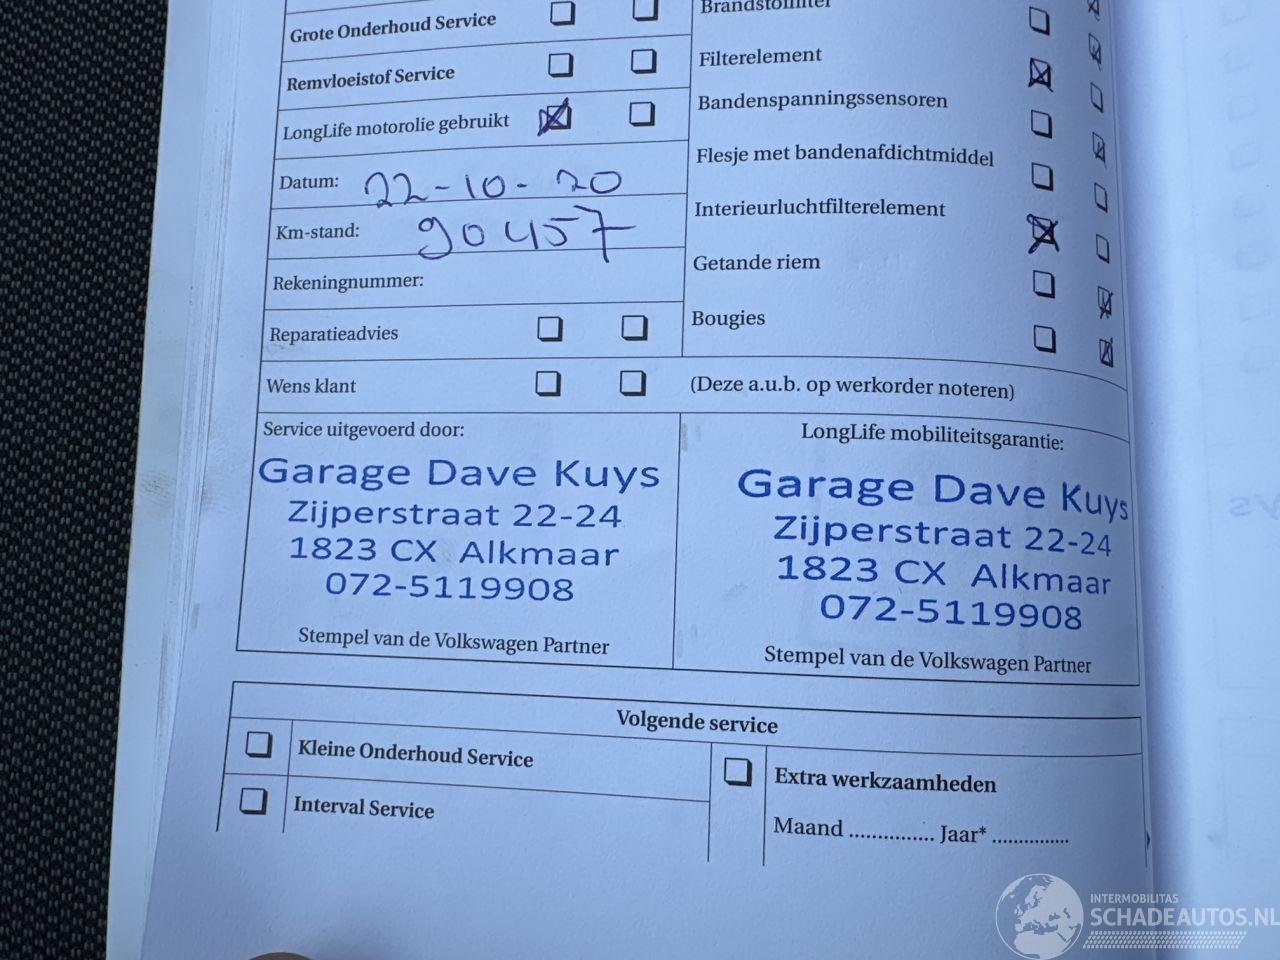 Grote Onderhoud Service
Remvloeistof Service
LongLife motorolie gebruikt
Datum: 22-10-20
Km-stand: 90457
Rekeningnummer:
Reparatieadvies
Wens klant
Brandstoffilter
Filterelement
Bandenspanningssensoren
Flesje met bandenafdichtmiddel
Interieurluchtfilterelement
Getande riem
Bougies
(Deze a.u.b. op werkorder noteren)
Service uitgevoerd door:
Garage Dave Kuys
Zijperstraat 22-24
1823 CX Alkmaar
072-5119908
Stempel van de Volkswagen Partner
LongLife mobiliteitsgarantie:
Garage Dave Kuys
Zijperstraat 22-24
1823 CX Alkmaar
072-5119908
Stempel van de Volkswagen Partner
Volgende service
Kleine Onderhoud Service
Interval Service
Extra werkzaamheden
Maand ............... Jaar* ..............
INTERMOBILITAS
SCHADEAUTOS.NL